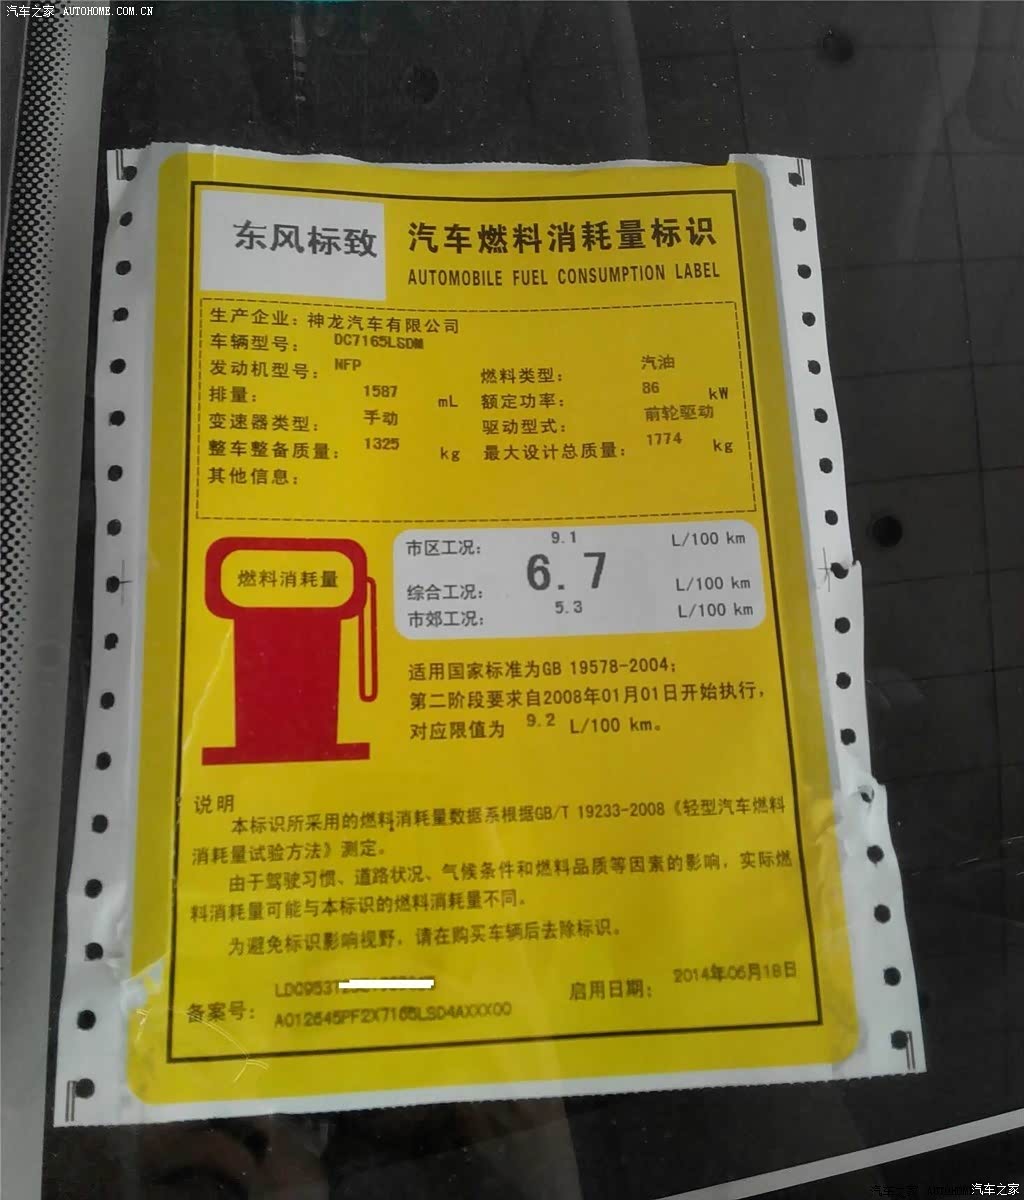 汽车之家 AUTOHOME.COM.CN
东风标致
汽车燃料消耗量标识
AUTOMOBILE FUEL CONSUMPTION LABEL
生产企业：神龙汽车有限公司
车辆型号： DC7165LSDM
发动机型号： NFP 燃料类型： 汽油
排量： 1587 mL 额定功率： 86 kW
变速器类型： 手动 驱动型式： 前轮驱动
整车整备质量： 1325 kg 最大设计总质量： 1774 kg
其他信息：
燃料消耗量
市区工况： 9.1 L/100 km
综合工况： 6.7 L/100 km
市郊工况： 5.3 L/100 km
适用国家标准为GB 19578-2004；
第二阶段要求自2008年01月01日开始执行，
对应限值为 9.2 L/100 km。
说明
本标识所采用的燃料消耗量数据系根据GB/T 19233-2008《轻型汽车燃料
消耗量试验方法》测定。
由于驾驶习惯、道路状况、气候条件和燃料品质等因素的影响，实际燃
料消耗量可能与本标识的燃料消耗量不同。
为避免标识影响视野，请在购买车辆后去除标识。
备案号： A012645PF2X7165LSD4AXXX00
启用日期： 2014年06月18日
汽车之家